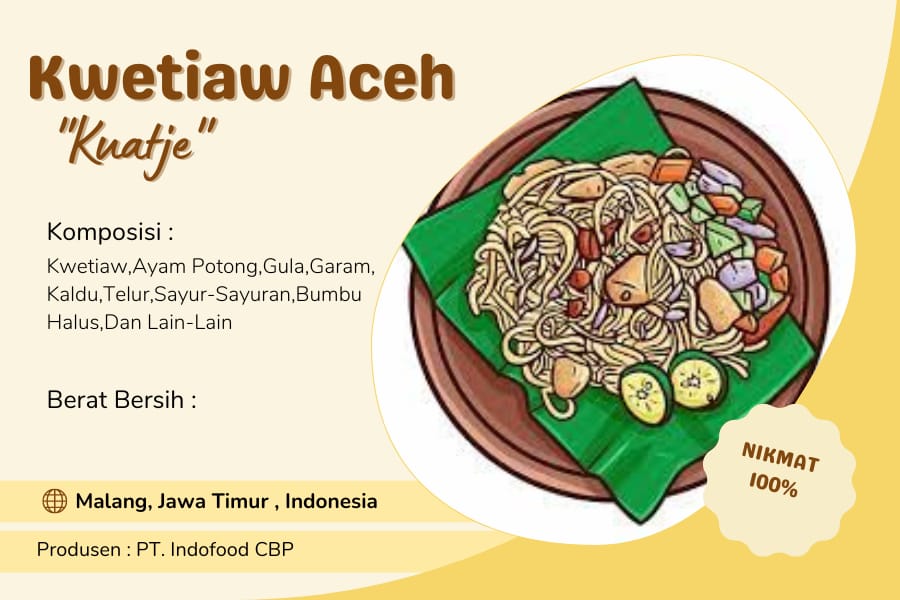 Kwetiaw Aceh
"Kuatje"
Komposisi :
Kwetiaw,Ayam Potong,Gula,Garam,
Kaldu,Telur,Sayur-Sayuran,Bumbu
Halus,Dan Lain-Lain
Berat Bersih :
Malang, Jawa Timur , Indonesia
Produsen : PT. Indofood CBP
NIKMAT
100%